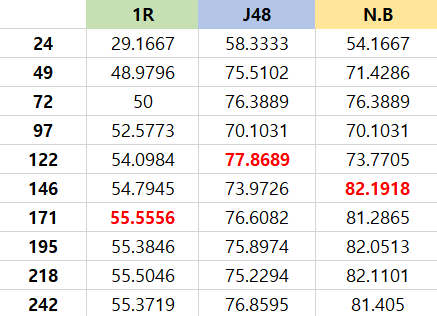 1R J48 N.B
24 29.1667 58.3333 54.1667
49 48.9796 75.5102 71.4286
72 50 76.3889 76.3889
97 52.5773 70.1031 70.1031
122 54.0984 77.8689 73.7705
146 54.7945 73.9726 82.1918
171 55.5556 76.6082 81.2865
195 55.3846 75.8974 82.0513
218 55.5046 75.2294 82.1101
242 55.3719 76.8595 81.405